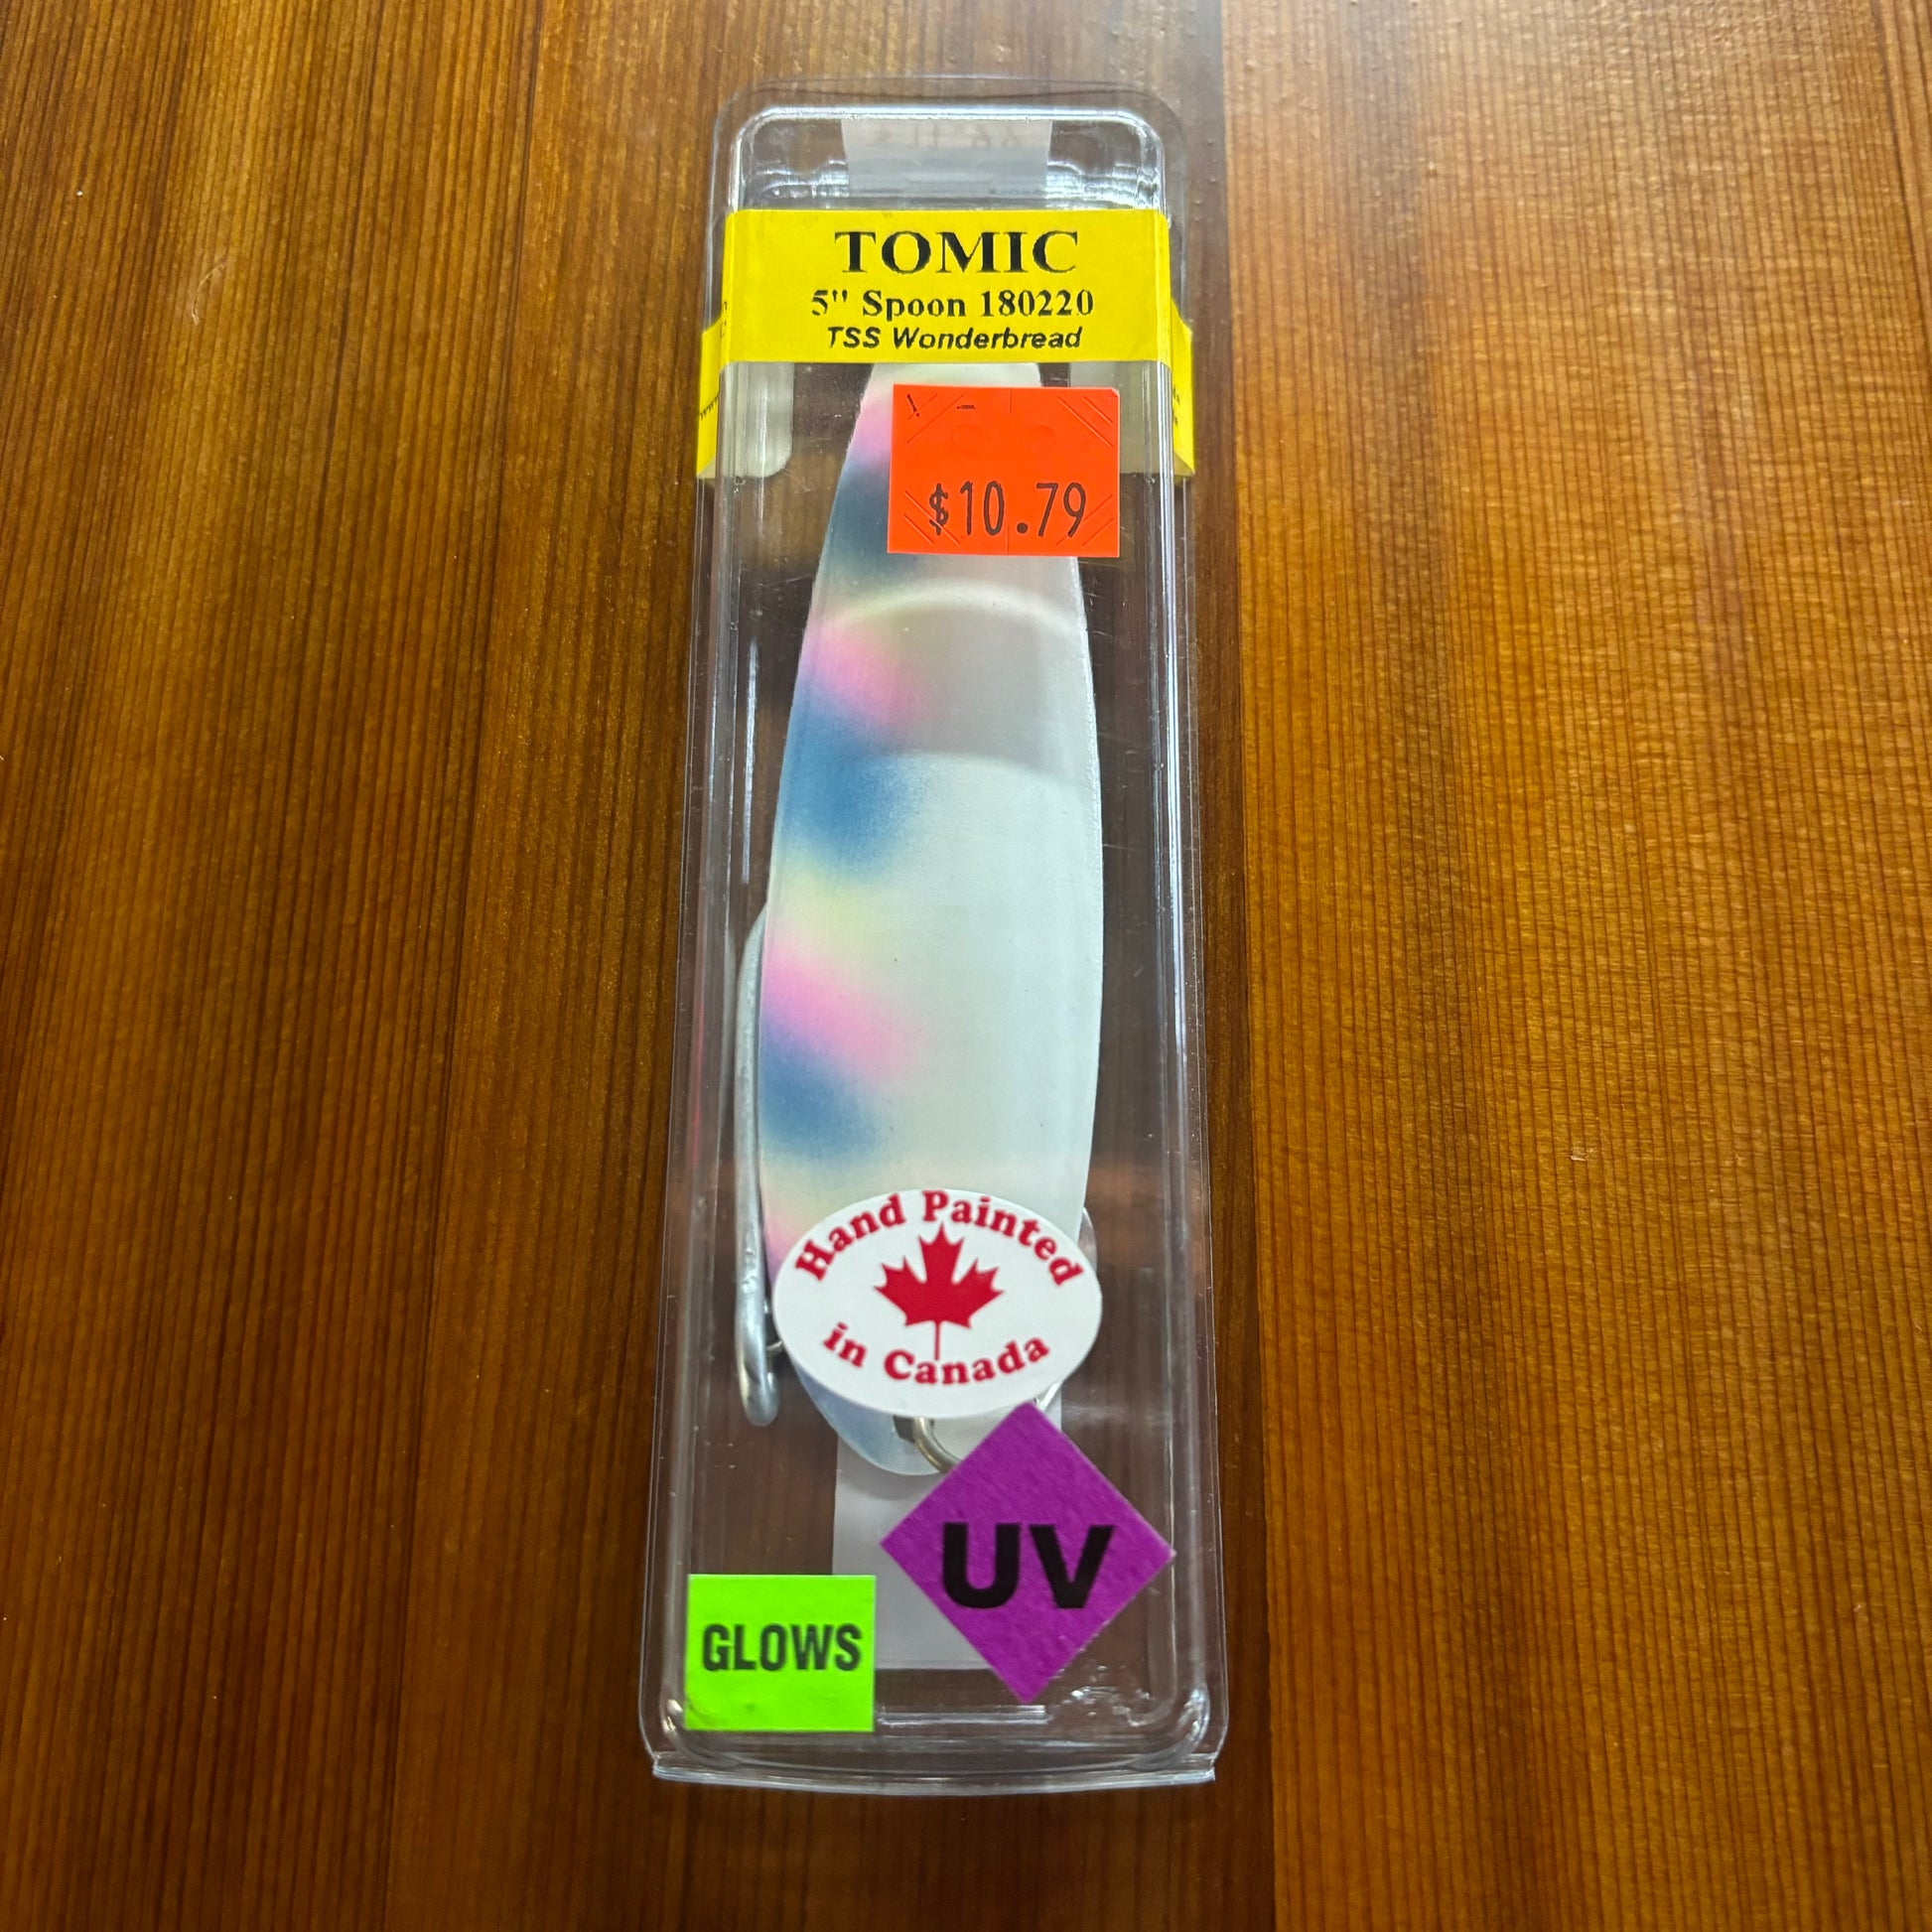 TOMIC
5" Spoon 180220
TSS Wonderbread
$10.79
Hand Painted
in Canada
UV
GLOWS